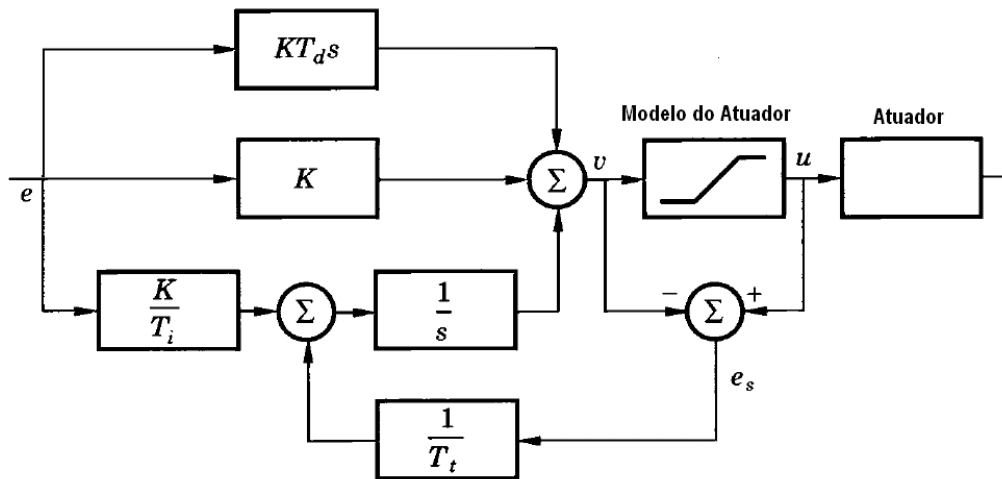 KT_d s
Modelo do Atuador
Atuador
e
K
Σ
v
u
K
T_i
Σ
1
s
−
Σ
+
e_s
1
T_t